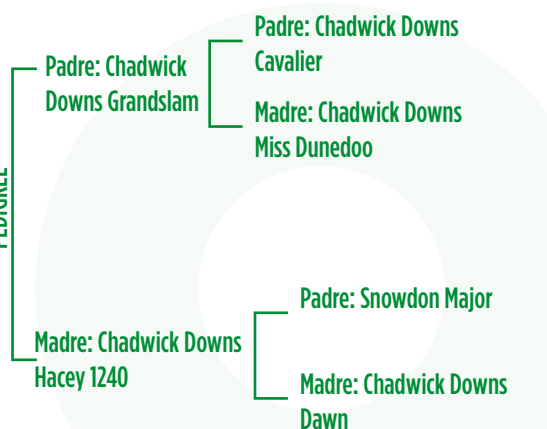 Padre: Chadwick Downs
Cavalier
Padre: Chadwick
Downs Grandslam
Madre: Chadwick Downs
Miss Dunedoo
PEDIGREE
Padre: Snowdon Major
Madre: Chadwick Downs
Hacey 1240
Madre: Chadwick Downs
Dawn